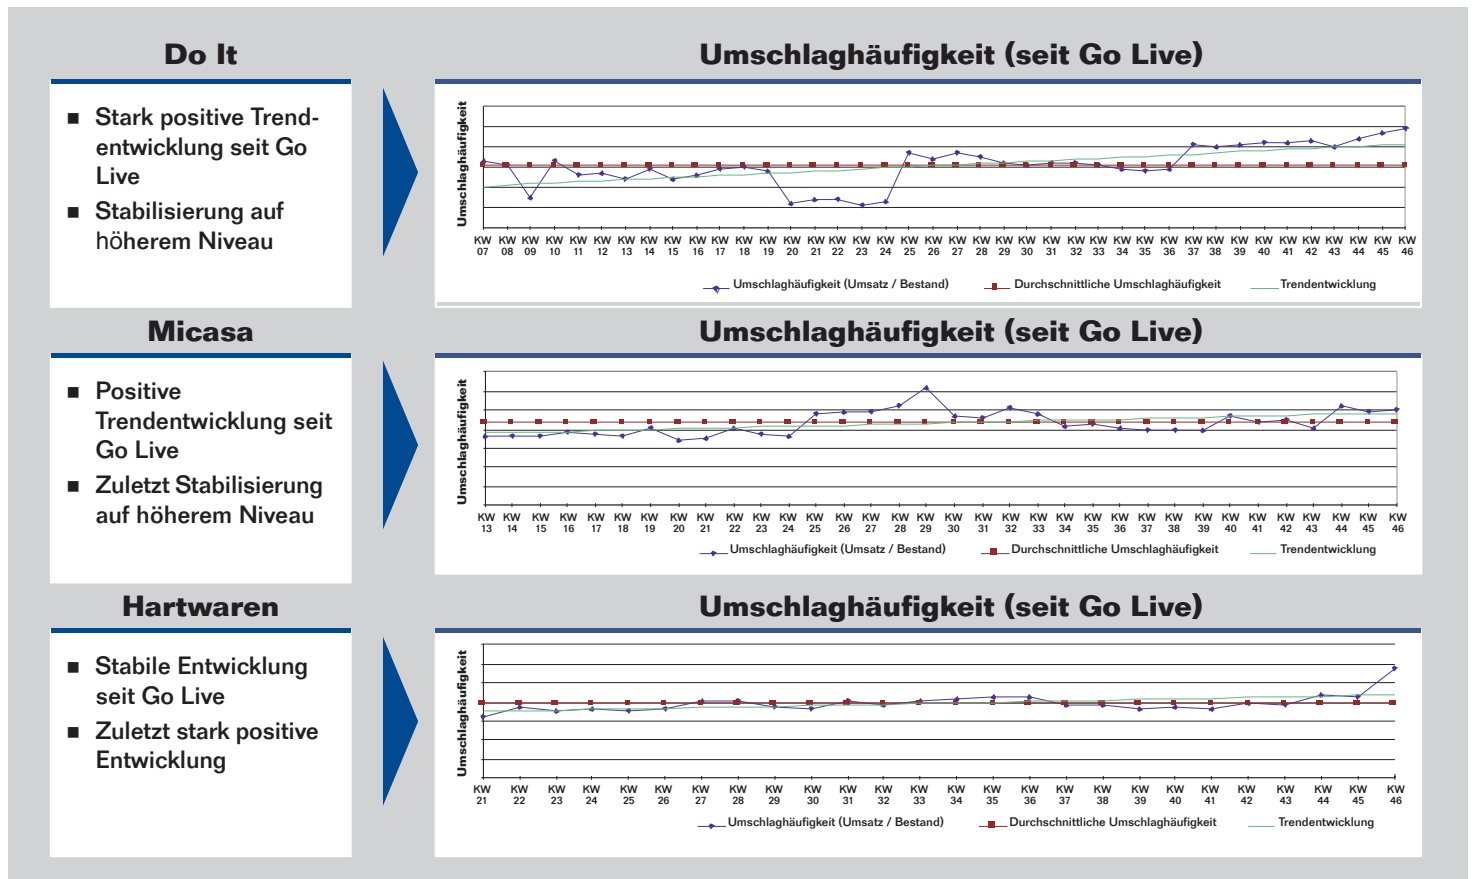 Do It
Umschlaghäufigkeit (seit Go Live)
■ Stark positive Trend-
entwicklung seit Go
Live
■ Stabilisierung auf
höherem Niveau
Umschlaghäufigkeit
KW KW KW KW KW KW KW KW KW KW KW KW KW KW KW KW KW KW KW KW KW KW KW KW KW KW KW KW KW KW KW KW KW KW KW KW KW KW KW KW
07 08 09 10 11 12 13 14 15 16 17 18 19 20 21 22 23 24 25 26 27 28 29 30 31 32 33 34 35 36 37 38 39 40 41 42 43 44 45 46
Umschlaghäufigkeit (Umsatz / Bestand) Durchschnittliche Umschlaghäufigkeit Trendentwicklung
Micasa
Umschlaghäufigkeit (seit Go Live)
■ Positive
Trendentwicklung seit
Go Live
■ Zuletzt Stabilisierung
auf höherem Niveau
Umschlaghäufigkeit
KW KW KW KW KW KW KW KW KW KW KW KW KW KW KW KW KW KW KW KW KW KW KW KW KW KW KW KW KW KW KW KW KW KW
13 14 15 16 17 18 19 20 21 22 23 24 25 26 27 28 29 30 31 32 33 34 35 36 37 38 39 40 41 42 43 44 45 46
Umschlaghäufigkeit (Umsatz / Bestand) Durchschnittliche Umschlaghäufigkeit Trendentwicklung
Hartwaren
Umschlaghäufigkeit (seit Go Live)
■ Stabile Entwicklung
seit Go Live
■ Zuletzt stark positive
Entwicklung
Umschlaghäufigkeit
KW KW KW KW KW KW KW KW KW KW KW KW KW KW KW KW KW KW KW KW KW KW KW KW KW KW
21 22 23 24 25 26 27 28 29 30 31 32 33 34 35 36 37 38 39 40 41 42 43 44 45 46
Umschlaghäufigkeit (Umsatz / Bestand) Durchschnittliche Umschlaghäufigkeit Trendentwicklung